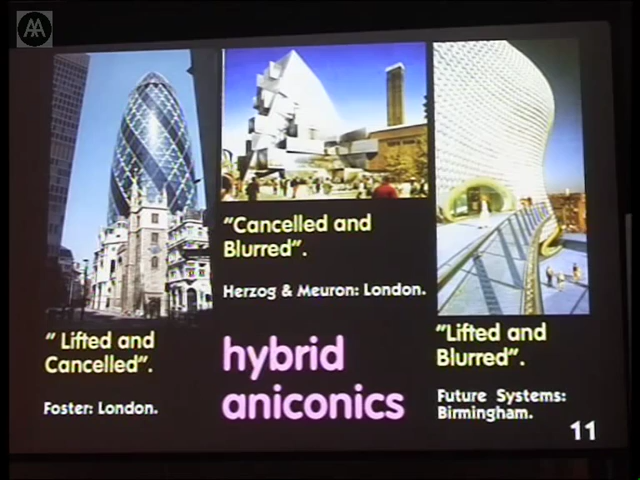 AA
" Lifted and
Cancelled".
Foster: London.
"Cancelled and
Blurred".
Herzog & Meuron: London.
hybrid
aniconics
"Lifted and
Blurred".
Future Systems:
Birmingham.
11